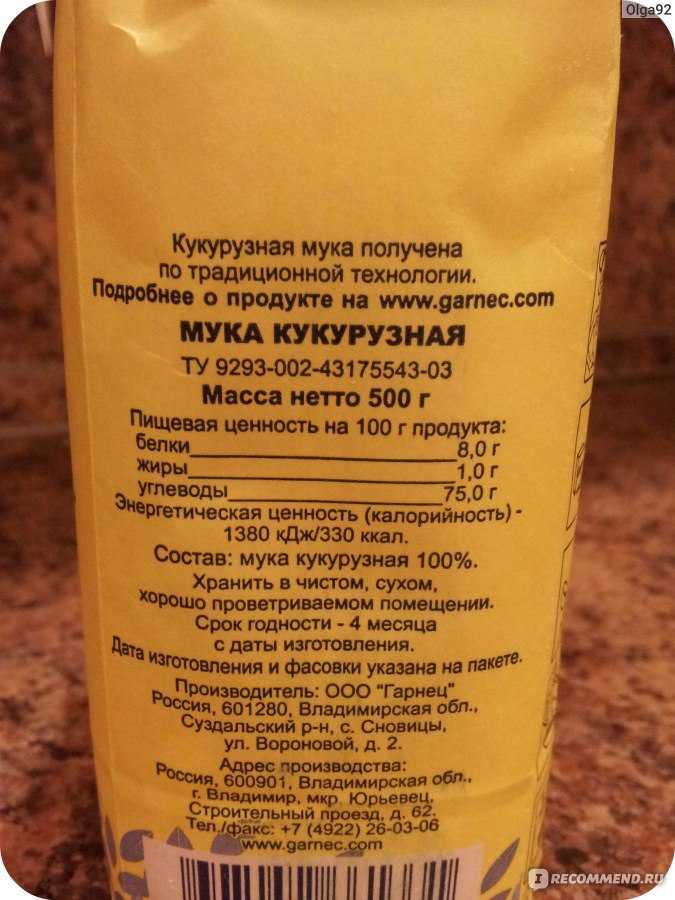 Olga92
Кукурузная мука получена
по традиционной технологии.
Подробнее о продукте на www.garnec.com
МУКА КУКУРУЗНАЯ
ТУ 9293-002-43175543-03
Масса нетто 500 г
Пищевая ценность на 100 г продукта:
белки 8,0 г
жиры 1,0 г
углеводы 75,0 г
Энергетическая ценность (калорийность) -
1380 кДж/330 ккал.
Состав: мука кукурузная 100%.
Хранить в чистом, сухом,
хорошо проветриваемом помещении.
Срок годности - 4 месяца
с даты изготовления.
Дата изготовления и фасовки указана на пакете.
Производитель: ООО "Гарнец"
Россия, 601280, Владимирская обл.,
Суздальский р-н, с. Сновицы,
ул. Вороновой, д. 2.
Адрес производства:
Россия, 600901, Владимирская обл.,
г. Владимир, мкр. Юрьевец,
Строительный проезд, д. 62.
Тел./факс: +7 (4922) 26-03-06
www.garnec.com
IRECOMMEND.RU